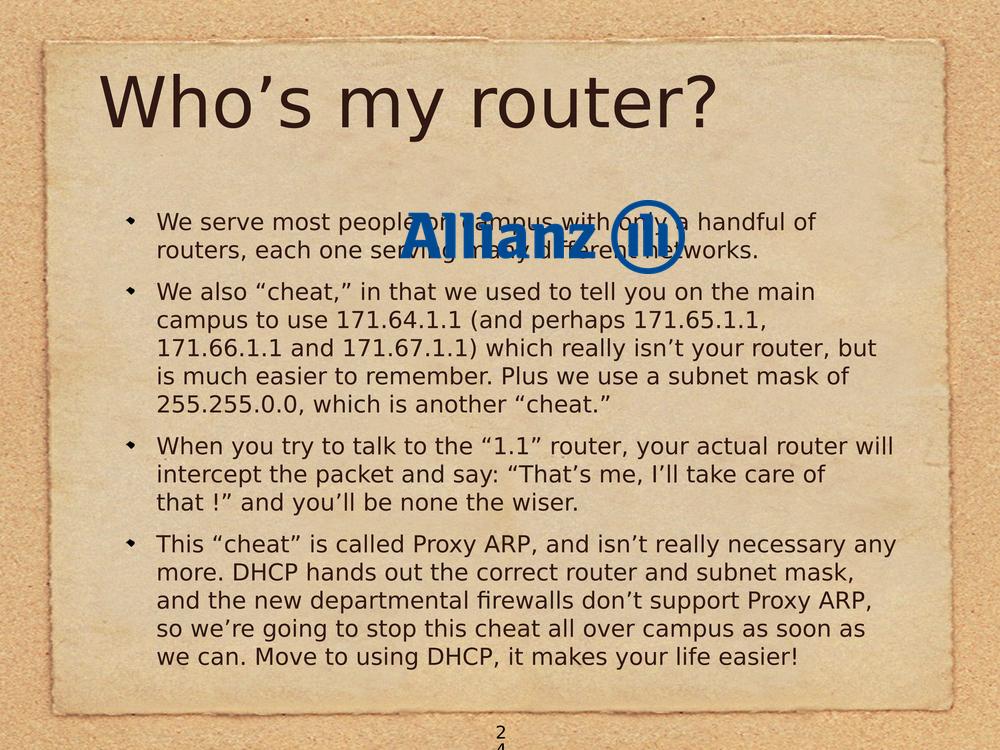 Who’s my router?
We serve most people on campus with only a handful of
routers, each one serving many different networks.
Allianz
We also “cheat,” in that we used to tell you on the main
campus to use 171.64.1.1 (and perhaps 171.65.1.1,
171.66.1.1 and 171.67.1.1) which really isn’t your router, but
is much easier to remember. Plus we use a subnet mask of
255.255.0.0, which is another “cheat.”
When you try to talk to the “1.1” router, your actual router will
intercept the packet and say: “That’s me, I’ll take care of
that !” and you’ll be none the wiser.
This “cheat” is called Proxy ARP, and isn’t really necessary any
more. DHCP hands out the correct router and subnet mask,
and the new departmental firewalls don’t support Proxy ARP,
so we’re going to stop this cheat all over campus as soon as
we can. Move to using DHCP, it makes your life easier!
2
4